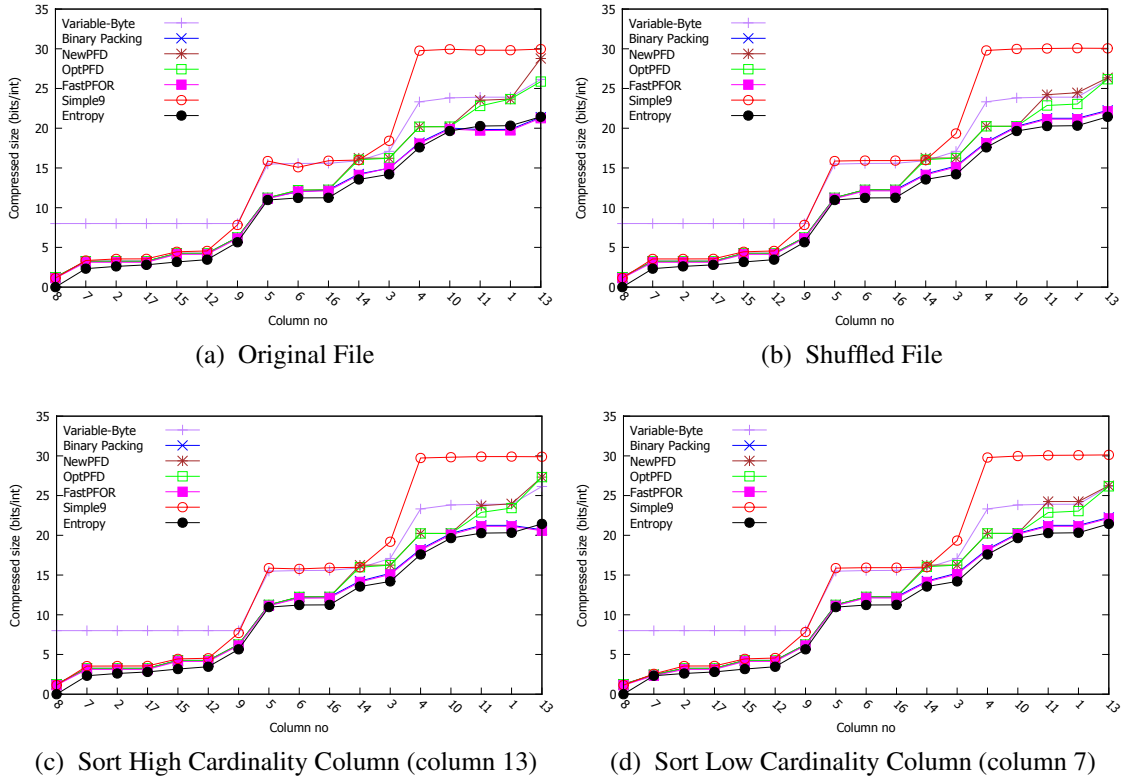 35
30
25
20
15
10
5
0
Compressed size (bits/int)
Variable-Byte
Binary Packing
NewPFD
OptPFD
FastPFOR
Simple9
Entropy
8 7 2 17 15 12 9 5 6 16 14 3 4 10 11 1 13
Column no
(a) Original File
35
30
25
20
15
10
5
0
Compressed size (bits/int)
Variable-Byte
Binary Packing
NewPFD
OptPFD
FastPFOR
Simple9
Entropy
8 7 2 17 15 12 9 5 6 16 14 3 4 10 11 1 13
Column no
(b) Shuffled File
35
30
25
20
15
10
5
0
Compressed size (bits/int)
Variable-Byte
Binary Packing
NewPFD
OptPFD
FastPFOR
Simple9
Entropy
8 7 2 17 15 12 9 5 6 16 14 3 4 10 11 1 13
Column no
(c) Sort High Cardinality Column (column 13)
35
30
25
20
15
10
5
0
Compressed size (bits/int)
Variable-Byte
Binary Packing
NewPFD
OptPFD
FastPFOR
Simple9
Entropy
8 7 2 17 15 12 9 5 6 16 14 3 4 10 11 1 13
Column no
(d) Sort Low Cardinality Column (column 7)